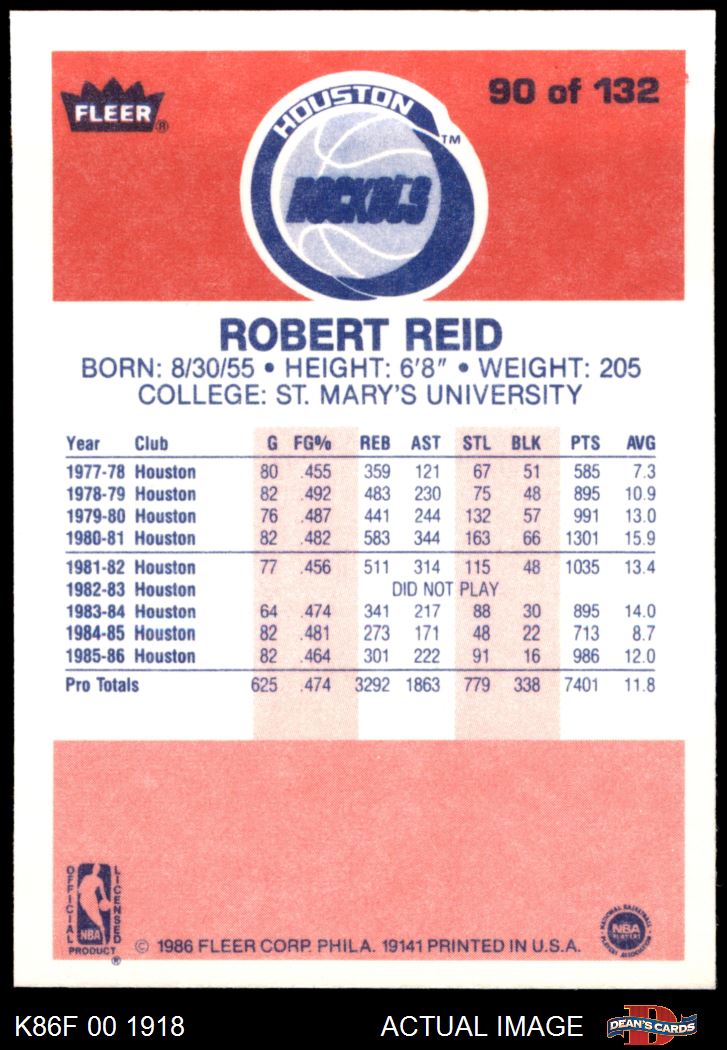 FLEER®
HOUSTON
ROCKETS
TM
90 of 132
ROBERT REID
BORN: 8/30/55 • HEIGHT: 6'8" • WEIGHT: 205
COLLEGE: ST. MARY'S UNIVERSITY
Year Club G FG% REB AST STL BLK PTS AVG
1977-78 Houston 80 .455 359 121 67 51 585 7.3
1978-79 Houston 82 .492 483 230 75 48 895 10.9
1979-80 Houston 76 .487 441 244 132 57 991 13.0
1980-81 Houston 82 .482 583 344 163 66 1301 15.9
1981-82 Houston 77 .456 511 314 115 48 1035 13.4
1982-83 Houston DID NOT PLAY
1983-84 Houston 64 .474 341 217 88 30 895 14.0
1984-85 Houston 82 .481 273 171 48 22 713 8.7
1985-86 Houston 82 .464 301 222 91 16 986 12.0
Pro Totals 625 .474 3292 1863 779 338 7401 11.8
OFFICIAL
LICENSED
NBA
PRODUCT®
© 1986 FLEER CORP. PHILA. 19141 PRINTED IN U.S.A.
NATIONAL BASKETBALL
NBA
PLAYERS
PLAYERS ASSOCIATION
K86F 00 1918
ACTUAL IMAGE
DEAN'S CARDS